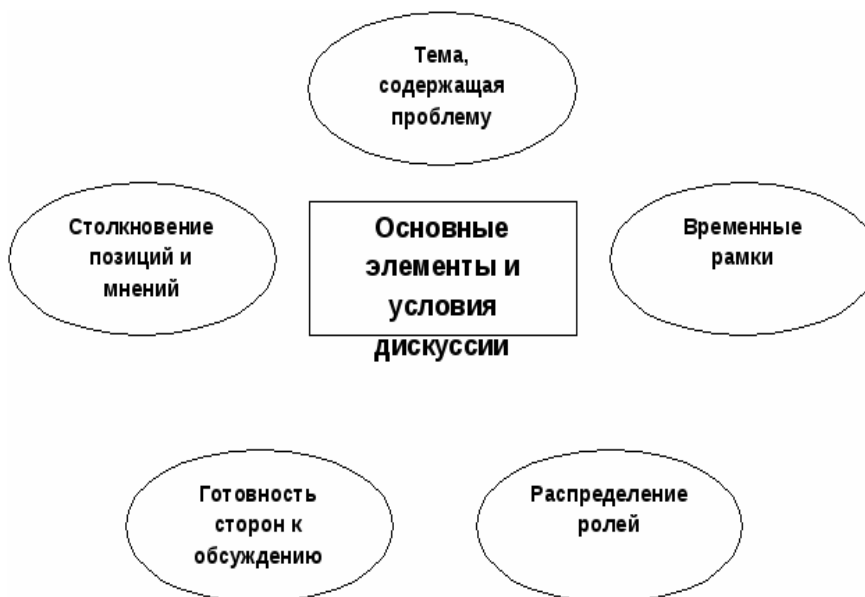 Тема,
содержащая
проблему
Столкновение
позиций и
мнений
Основные
элементы и
условия
дискуссии
Временные
рамки
Готовность
сторон к
обсуждению
Распределение
ролей